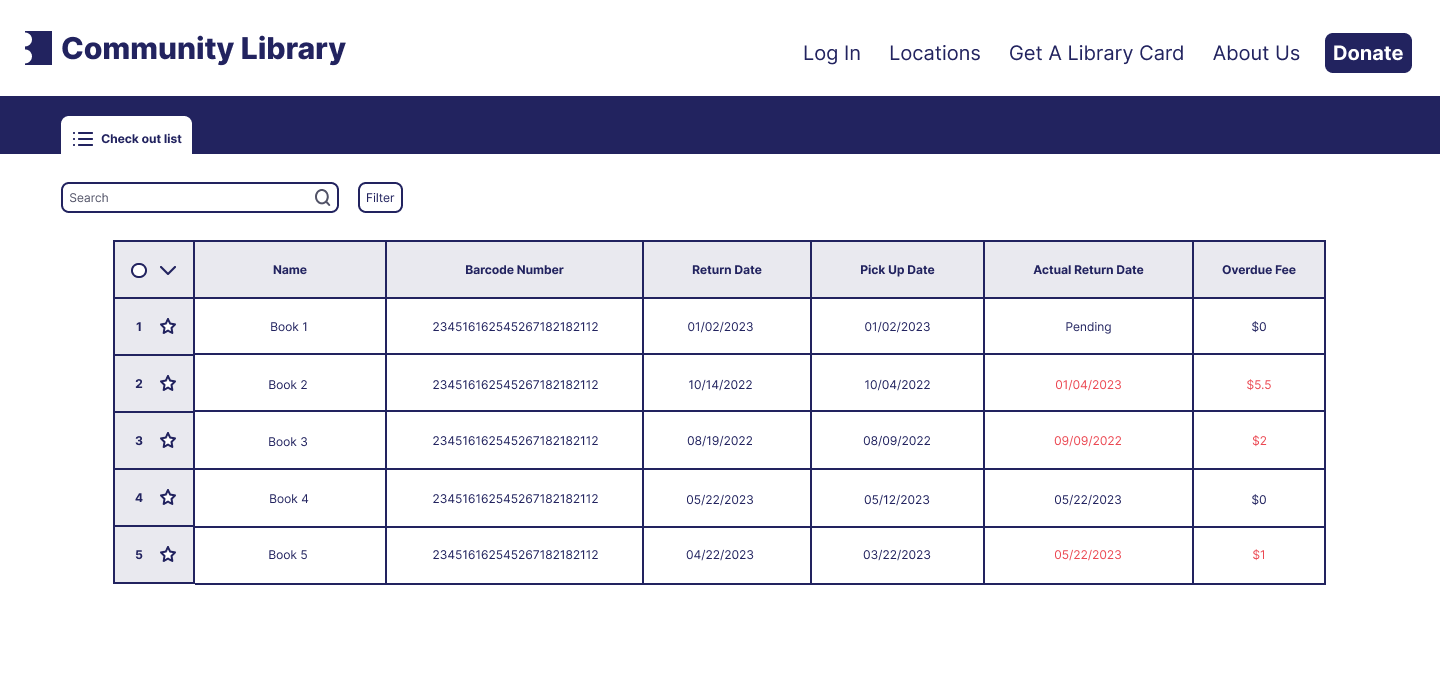 Community Library
Log In Locations Get A Library Card About Us Donate
Check out list
Search Filter
Name Barcode Number Return Date Pick Up Date Actual Return Date Overdue Fee
1 Book 1 234516162545267182182112 01/02/2023 01/02/2023 Pending $0
2 Book 2 234516162545267182182112 10/14/2022 10/04/2022 01/04/2023 $5.5
3 Book 3 234516162545267182182112 08/19/2022 08/09/2022 09/09/2022 $2
4 Book 4 234516162545267182182112 05/22/2023 05/12/2023 05/22/2023 $0
5 Book 5 234516162545267182182112 04/22/2023 03/22/2023 05/22/2023 $1